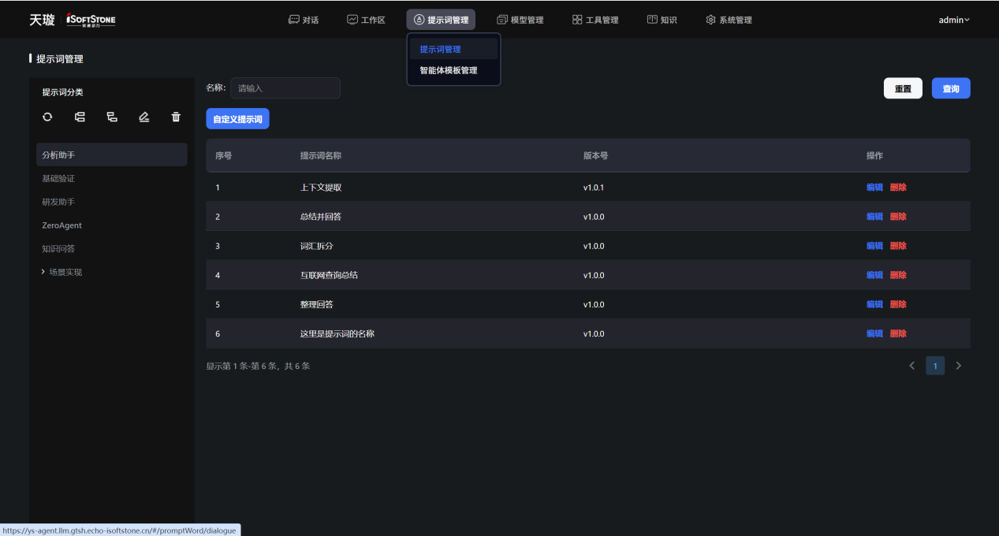 天璇 iSOFTSTONE 软通动力
对话 工作区 提示词管理 模型管理 工具管理 知识 系统管理 admin
提示词管理
智能体模板管理
提示词管理
提示词分类
分析助手
基础验证
研发助手
ZeroAgent
知识问答
场景实现
名称: 请输入 重置 查询
自定义提示词
序号 提示词名称 版本号 操作
1 上下文提取 v1.0.1 编辑 删除
2 总结并回答 v1.0.0 编辑 删除
3 词汇拆分 v1.0.0 编辑 删除
4 互联网查询总结 v1.0.0 编辑 删除
5 整理回答 v1.0.0 编辑 删除
6 这里是提示词的名称 v1.0.0 编辑 删除
显示第 1 条-第 6 条，共 6 条 1
https://ys-agent.llm.gtsh.echo-isoftstone.cn/#/promptWord/dialogue